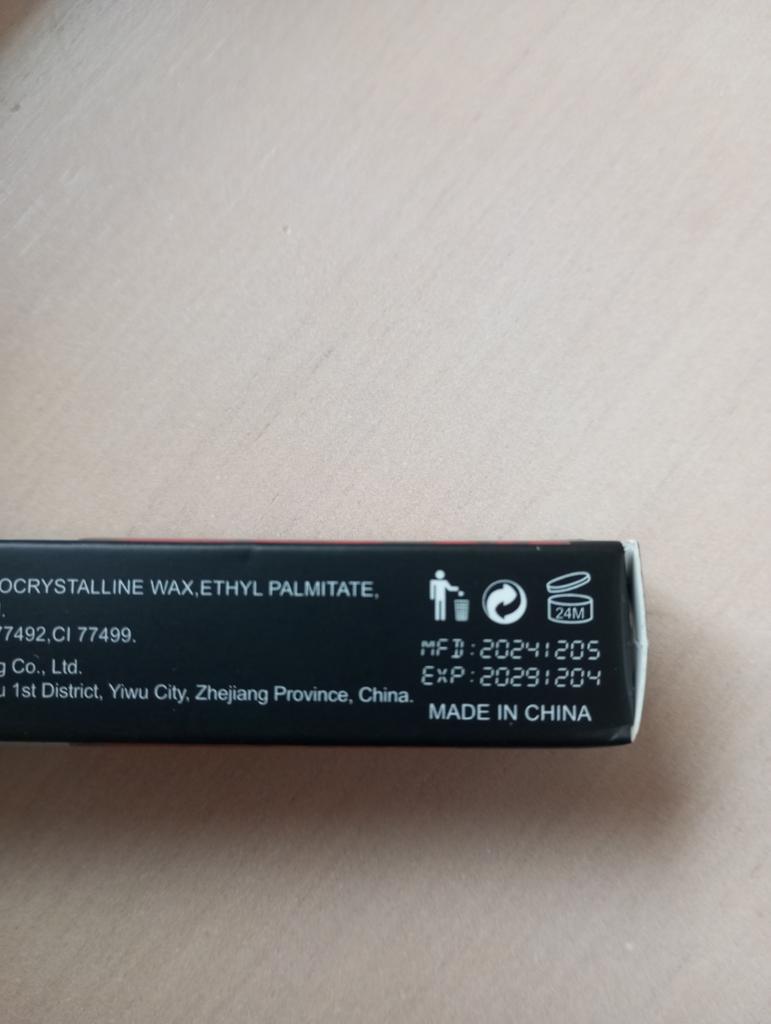 OCRYSTALLINE WAX,ETHYL PALMITATE,
77492,CI 77499.
g Co., Ltd.
u 1st District, Yiwu City, Zhejiang Province, China.
24M
MFD:20241205
EXP:20291204
MADE IN CHINA